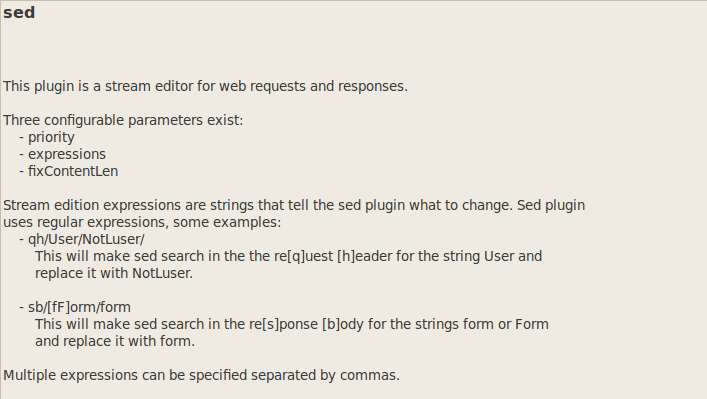 sed
This plugin is a stream editor for web requests and responses.
Three configurable parameters exist:
- priority
- expressions
- fixContentLen
Stream edition expressions are strings that tell the sed plugin what to change. Sed plugin
uses regular expressions, some examples:
- qh/User/NotLuser/
This will make sed search in the the re[q]uest [h]eader for the string User and
replace it with NotLuser.
- sb/[fF]orm/form
This will make sed search in the re[s]ponse [b]ody for the strings form or Form
and replace it with form.
Multiple expressions can be specified separated by commas.